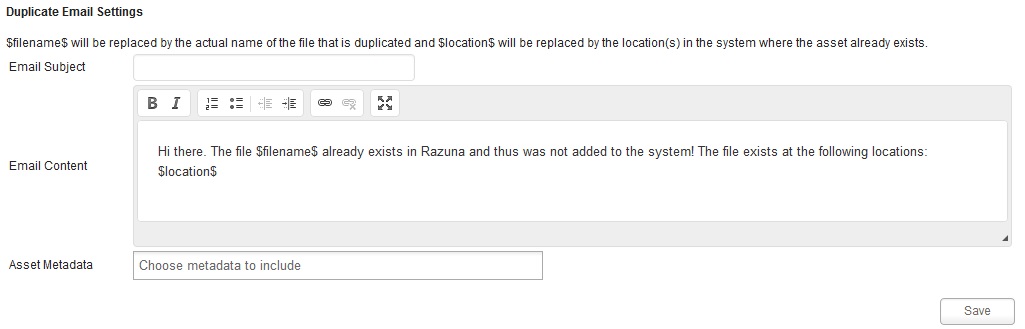 Duplicate Email Settings
$filename$ will be replaced by the actual name of the file that is duplicated and $location$ will be replaced by the location(s) in the system where the asset already exists.
Email Subject
B I
Email Content
Hi there. The file $filename$ already exists in Razuna and thus was not added to the system! The file exists at the following locations:
$location$
Asset Metadata
Choose metadata to include
Save